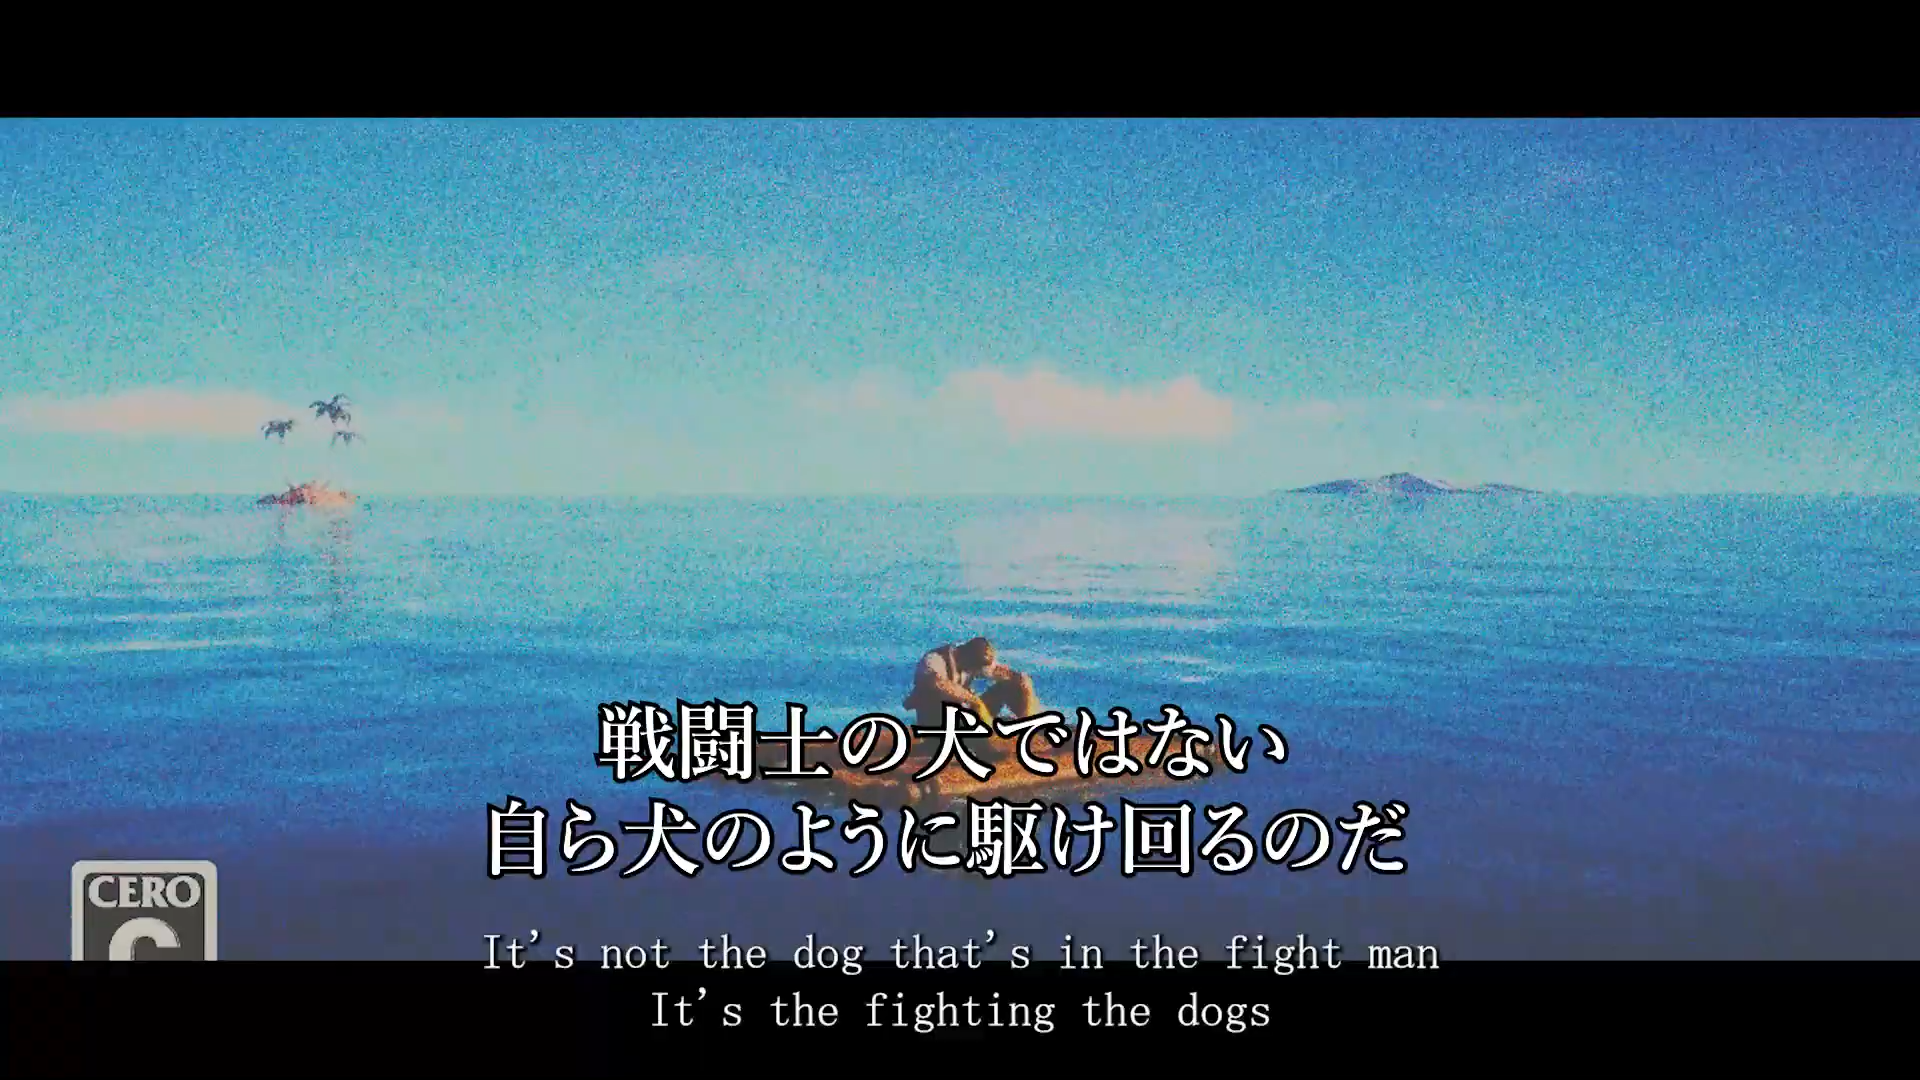 戦闘士の犬ではない
自ら犬のように駆け回るのだ
CERO
C
It's not the dog that's in the fight man
It's the fighting the dogs